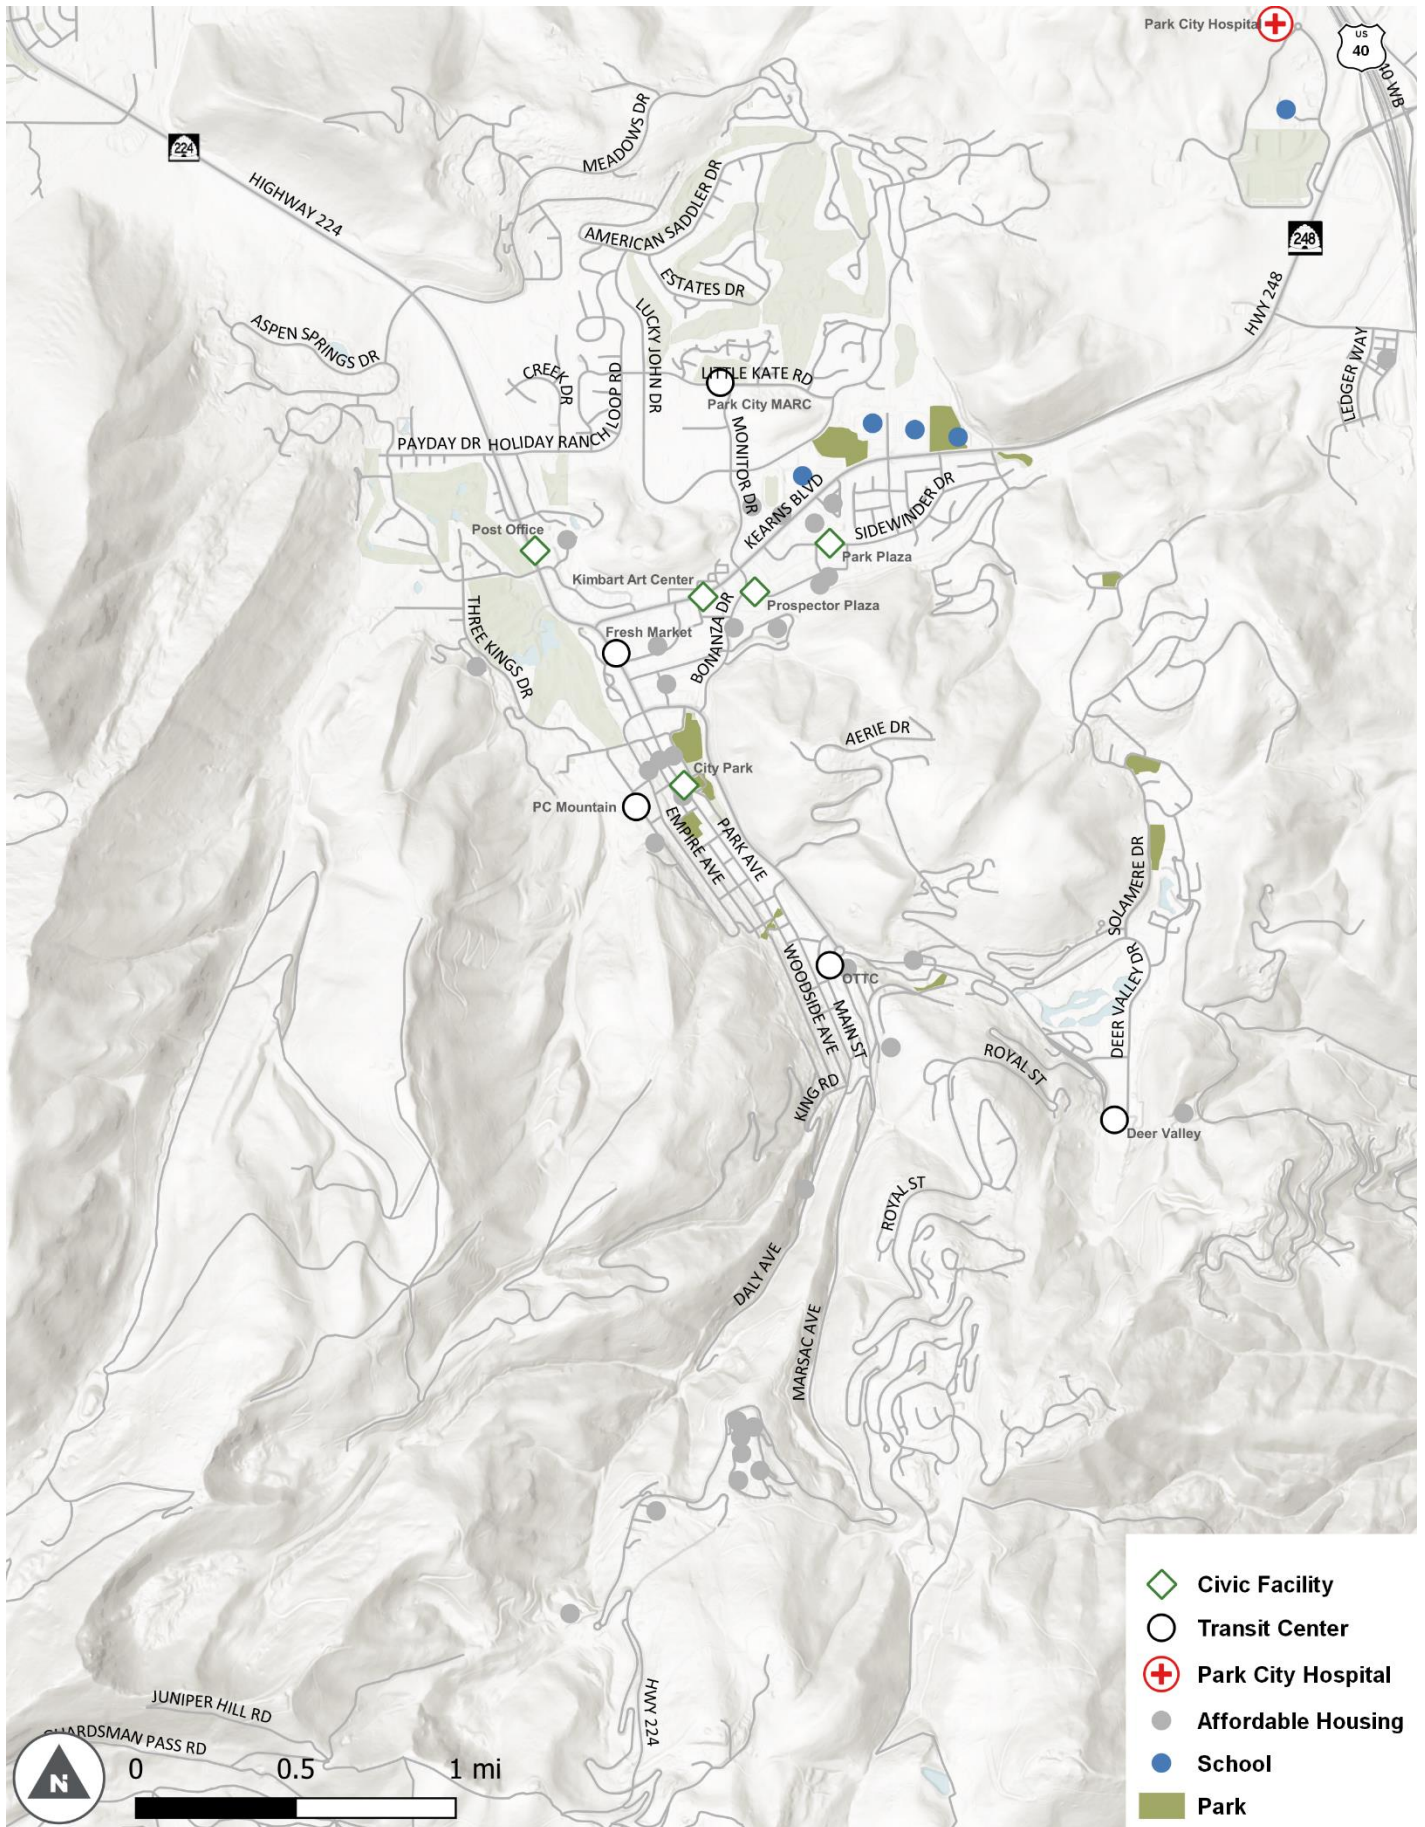 Park City Hospital
US
40
40 WB
224
MEADOWS DR
HIGHWAY 224
AMERICAN SADDLER DR
248
ESTATES DR
HWY 248
LUCKY JOHN DR
ASPEN SPRINGS DR
LEDGER WAY
CREEK DR
LITTLE KATE RD
Park City MARC
PAYDAY DR
HOLIDAY RANCH LOOP RD
MONITOR DR
KEARNS BLVD
SIDEWINDER DR
Post Office
Park Plaza
Kimbart Art Center
Prospector Plaza
THREE KINGS DR
Fresh Market
BONANZA DR
AERIE DR
City Park
PC Mountain
EMPIRE AVE
PARK AVE
SOLAMERE DR
WOODSIDE AVE
OTTC
MAIN ST
DEER VALLEY DR
ROYAL ST
KING RD
Deer Valley
ROYAL ST
DALY AVE
MARSAC AVE
HWY 224
JUNIPER HILL RD
GUARDSMAN PASS RD
N
0 0.5 1 mi
Civic Facility
Transit Center
Park City Hospital
Affordable Housing
School
Park